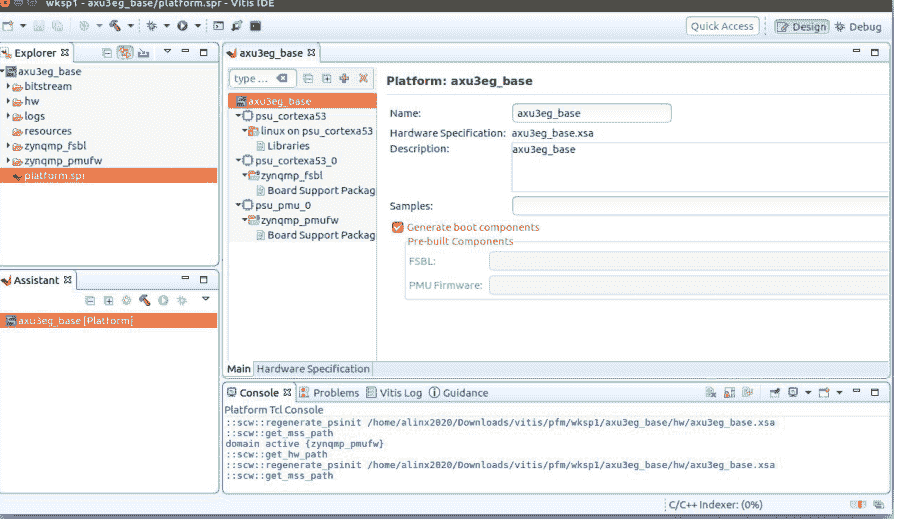 wksp1 - axu3eg_base/platform.spr - Vitis IDE
Quick Access
Design
Debug
Explorer
axu3eg_base
bitstream
hw
logs
resources
zynqmp_fsbl
zynqmp_pmufw
platform.spr
Assistant
axu3eg_base [Platform]
axu3eg_base
type ...
axu3eg_base
psu_cortexa53
linux on psu_cortexa53
Libraries
psu_cortexa53_0
zynqmp_fsbl
Board Support Packag
psu_pmu_0
zynqmp_pmufw
Board Support Packag
Platform: axu3eg_base
Name: axu3eg_base
Hardware Specification: axu3eg_base.xsa
Description: axu3eg_base
Samples:
Generate boot components
Pre-built Components
FSBL:
PMU Firmware:
Main Hardware Specification
Console Problems Vitis Log Guidance
Platform Tcl Console
::scw::regenerate_psinit /home/alinx2020/Downloads/vitis/pfm/wksp1/axu3eg_base/hw/axu3eg_base.xsa
::scw::get_mss_path
domain active {zynqmp_pmufw}
::scw::get_hw_path
::scw::regenerate_psinit /home/alinx2020/Downloads/vitis/pfm/wksp1/axu3eg_base/hw/axu3eg_base.xsa
::scw::get_mss_path
C/C++ Indexer: (0%)